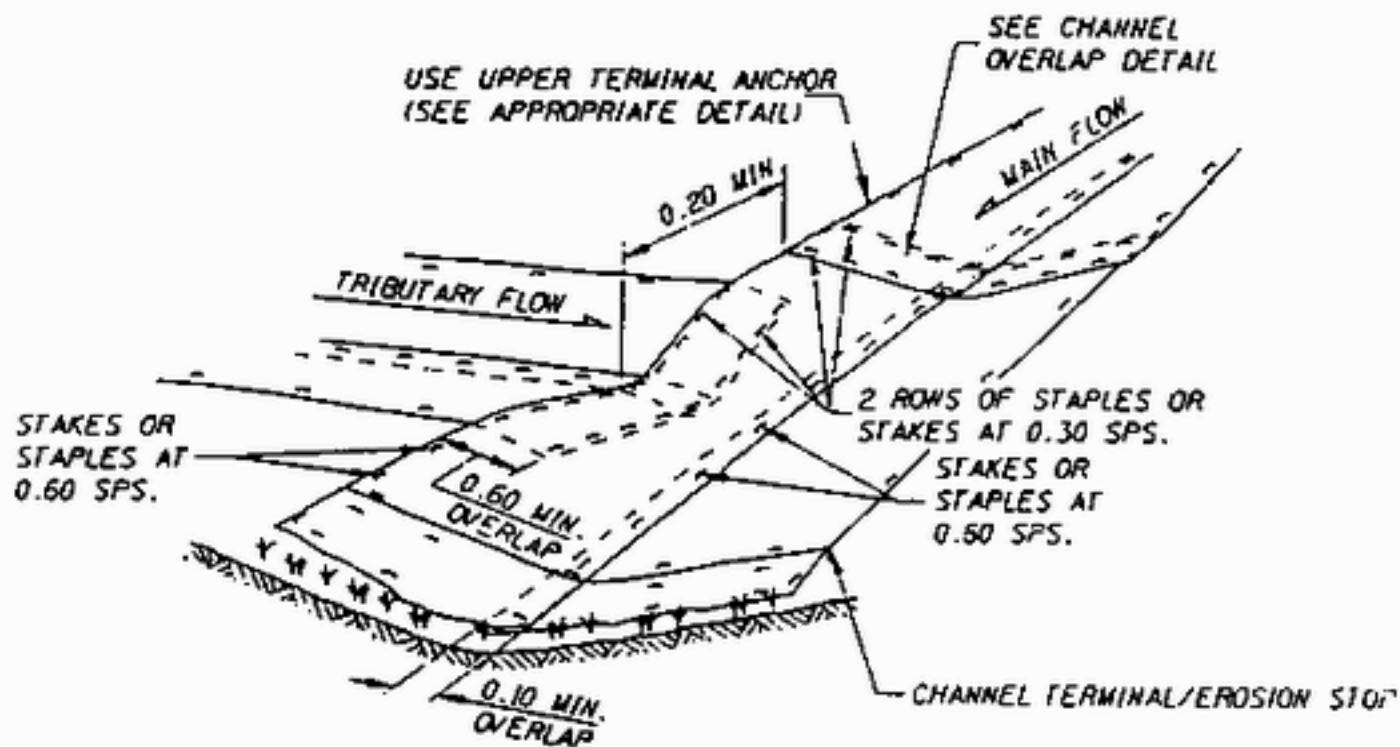 SEE CHANNEL
OVERLAP DETAIL
USE UPPER TERMINAL ANCHOR
(SEE APPROPRIATE DETAIL)
MAIN FLOW
0.20 MIN
TRIBUTARY FLOW
2 ROWS OF STAPLES OR
STAKES AT 0.30 SPS.
STAKES OR
STAPLES AT
0.60 SPS.
STAKES OR
STAPLES AT
0.60 SPS.
0.60 MIN.
OVERLAP
0.10 MIN.
OVERLAP
CHANNEL TERMINAL/EROSION STOP